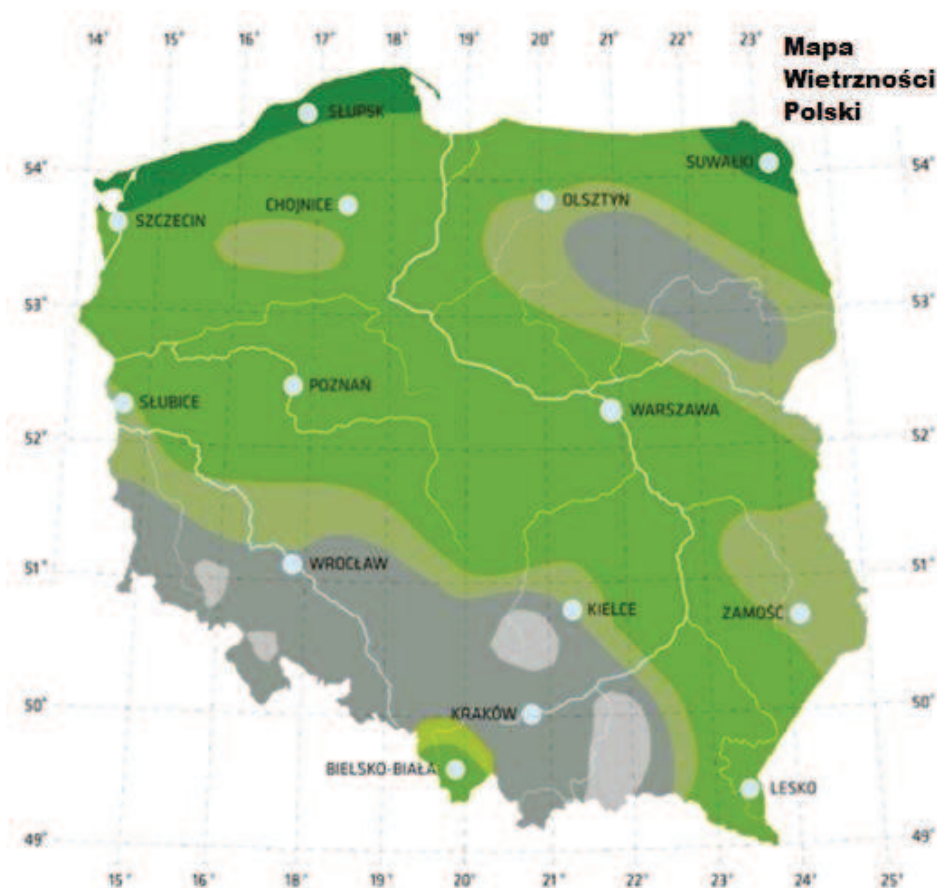 14° 15° 16° 17° 18° 19° 20° 21° 22° 23°
Mapa
Wietrzności
Polski
SŁUPSK
54° SUWAŁKI 54°
CHOJNICE OLSZTYN
SZCZECIN
53° 53°
POZNAŃ
SŁUBICE WARSZAWA
52° 52°
WROCŁAW
51° 51°
KIELCE ZAMOŚĆ
50° KRAKÓW 50°
BIELSKO-BIAŁA
LESKO
49° 49°
15° 16° 18° 19° 20° 21° 22° 23° 24° 25°